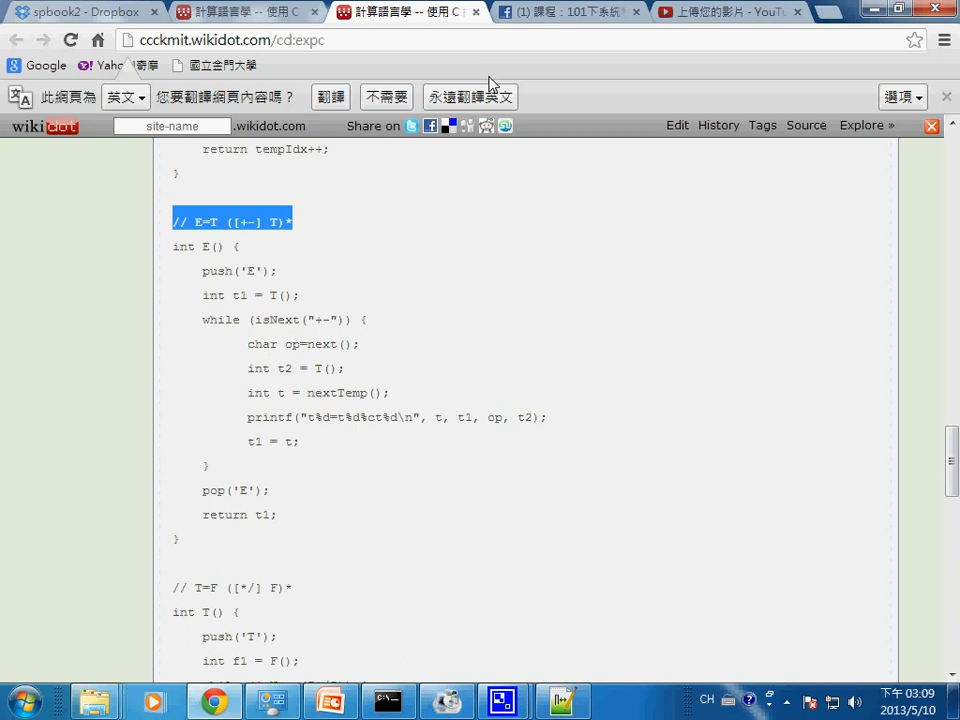 spbook2 - Dropbox
計算語言學 -- 使用 C
計算語言學 -- 使用 C
(1) 課程：101下系統
上傳您的影片 - YouTu
ccckmit.wikidot.com/cd:expc
Google
Yahoo!奇摩
國立金門大學
此網頁為 英文 您要翻譯網頁內容嗎？ 翻譯 不需要 永遠翻譯英文 選項
wikidot site-name .wikidot.com Share on Edit History Tags Source Explore »
return tempIdx++;
}
// E=T ([+-] T)*
int E() {
push('E');
int t1 = T();
while (isNext("+-")) {
char op=next();
int t2 = T();
int t = nextTemp();
printf("t%d=t%d%ct%d\n", t, t1, op, t2);
t1 = t;
}
pop('E');
return t1;
}
// T=F ([*/] F)*
int T() {
push('T');
int f1 = F();
CH
下午 03:09
2013/5/10